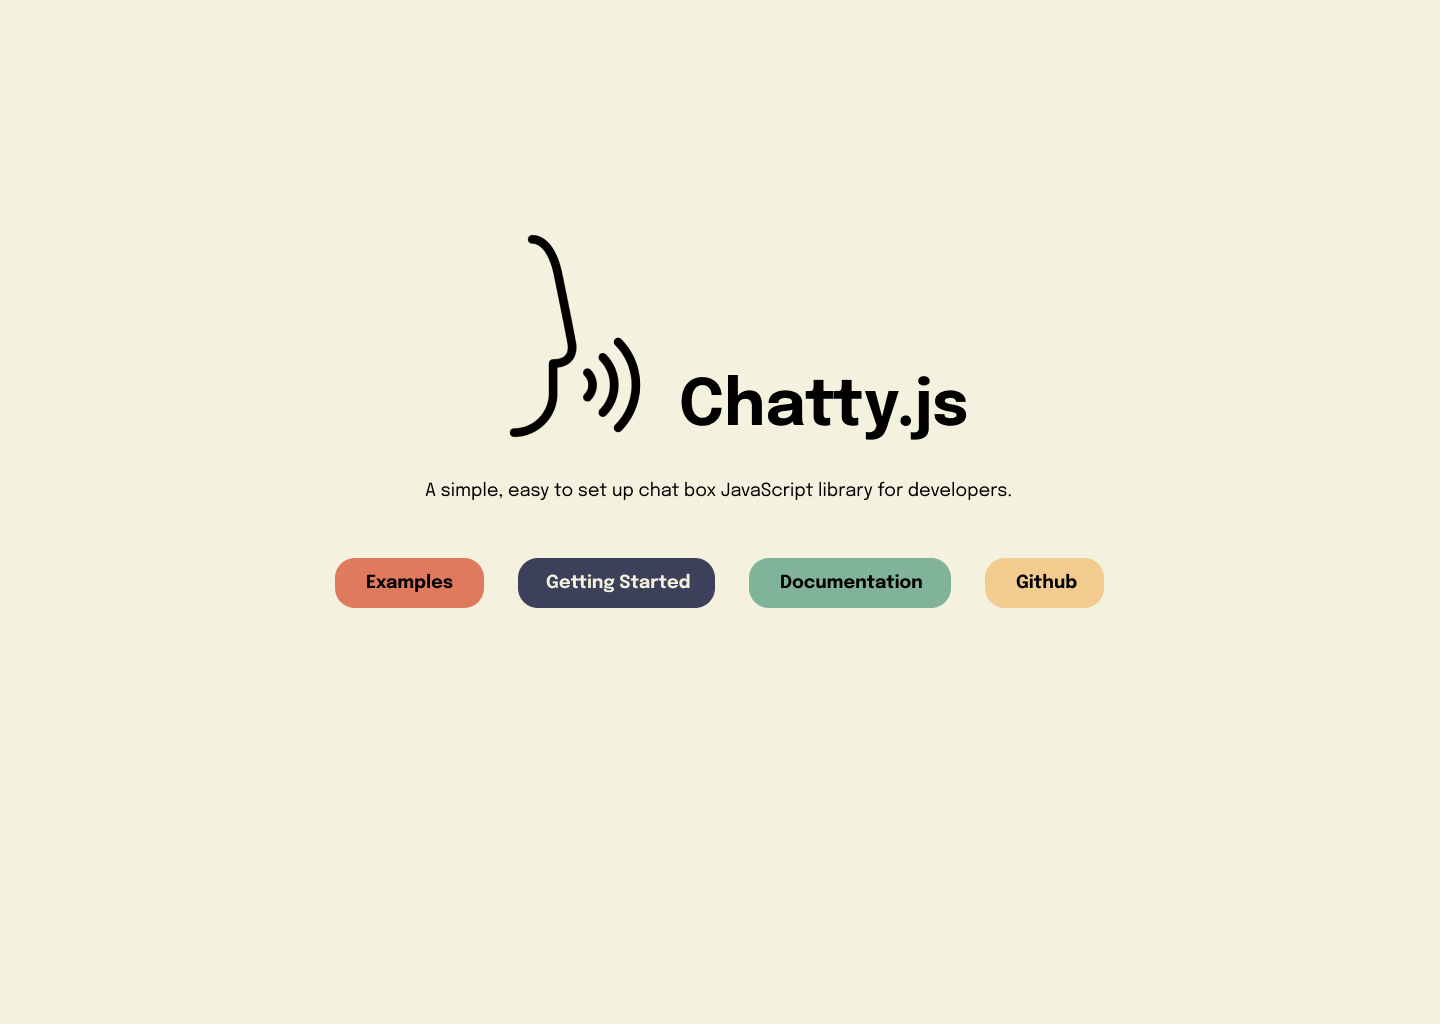 Chatty.js
A simple, easy to set up chat box JavaScript library for developers.
Examples
Getting Started
Documentation
Github